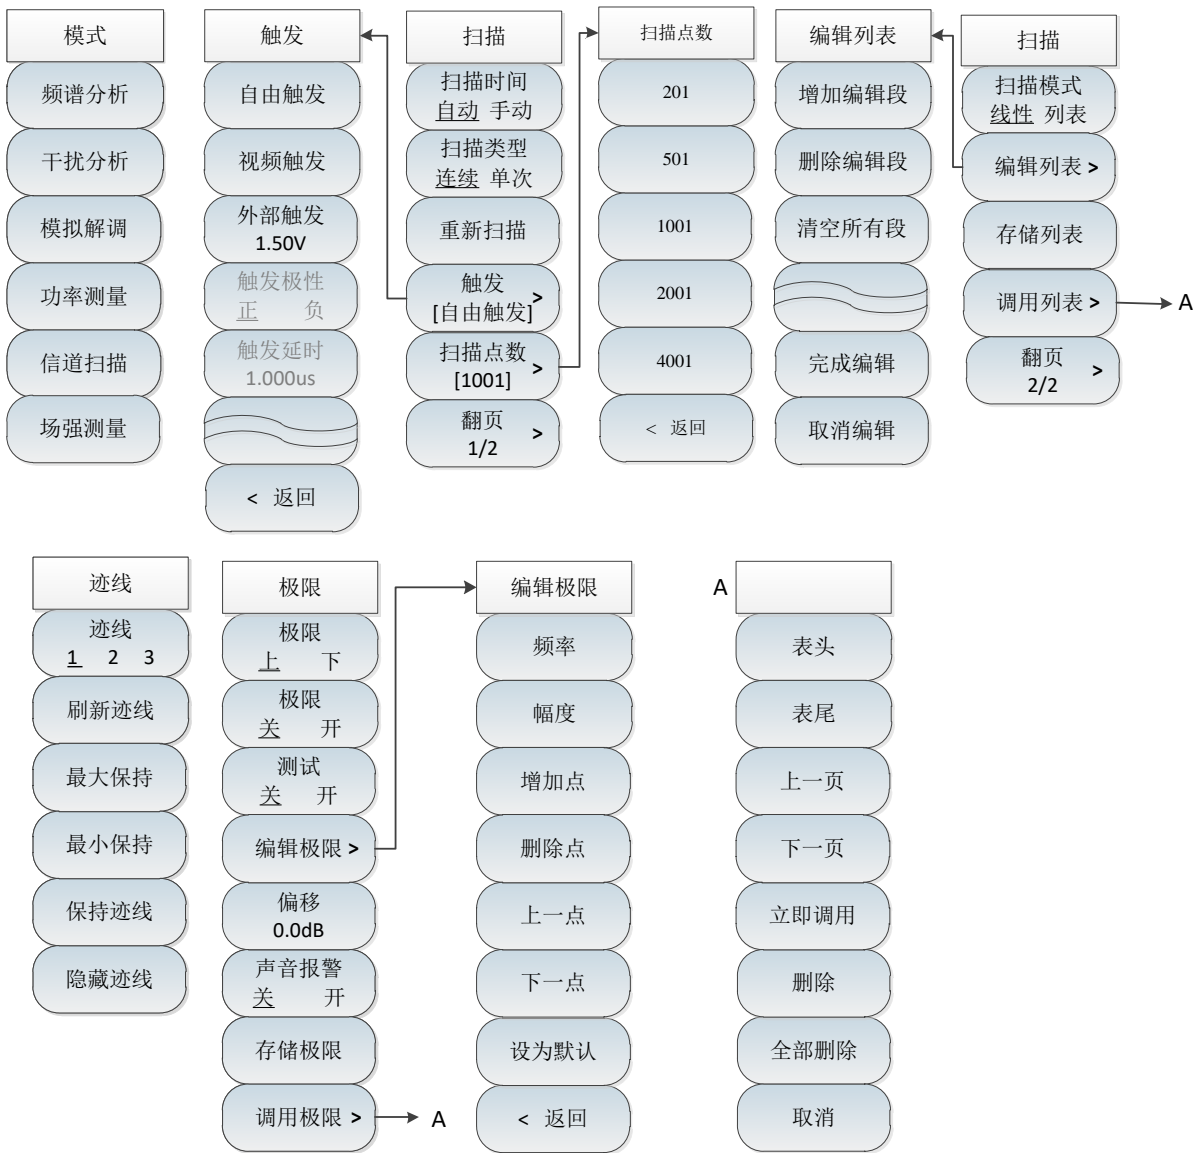 模式
频谱分析
干扰分析
模拟解调
功率测量
信道扫描
场强测量
触发
自由触发
视频触发
外部触发
1.50V
触发极性
正 负
触发延时
1.000us
< 返回
扫描
扫描时间
自动 手动
扫描类型
连续 单次
重新扫描
触发
[自由触发]
>
扫描点数
[1001]
>
翻页
1/2
>
扫描点数
201
501
1001
2001
4001
< 返回
编辑列表
增加编辑段
删除编辑段
清空所有段
完成编辑
取消编辑
扫描
扫描模式
线性 列表
编辑列表 >
存储列表
调用列表 >
A
翻页
2/2
>
迹线
迹线
1 2 3
刷新迹线
最大保持
最小保持
保持迹线
隐藏迹线
极限
极限
上 下
极限
关 开
测试
关 开
编辑极限 >
偏移
0.0dB
声音报警
关 开
存储极限
调用极限 >
A
编辑极限
频率
幅度
增加点
删除点
上一点
下一点
设为默认
< 返回
A
表头
表尾
上一页
下一页
立即调用
删除
全部删除
取消